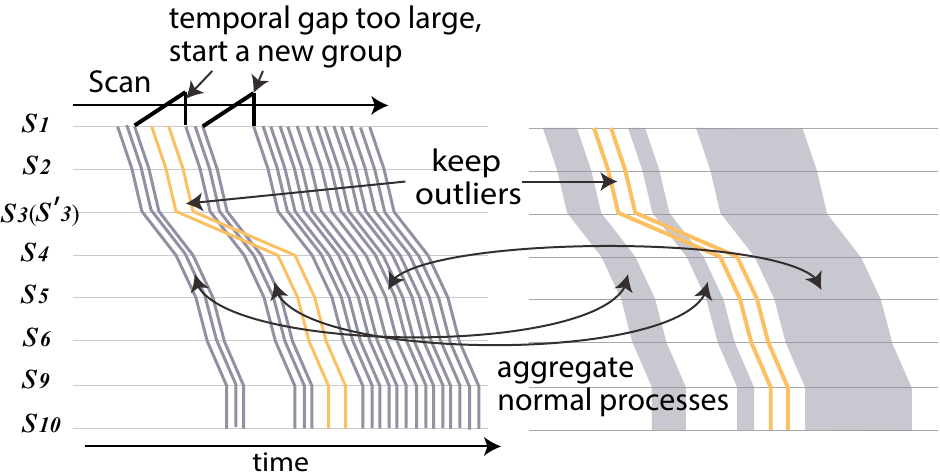 temporal gap too large,
start a new group
Scan
S1
S2
S3(S'3)
S4
S5
S6
S9
S10
keep
outliers
aggregate
normal processes
time